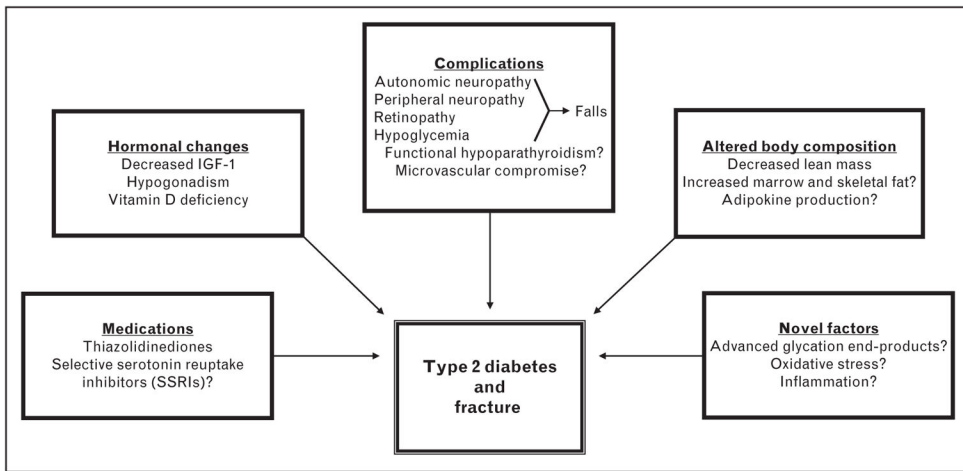 Complications
Autonomic neuropathy
Peripheral neuropathy
Retinopathy
Hypoglycemia
Falls
Functional hypoparathyroidism?
Microvascular compromise?
Hormonal changes
Decreased IGF-1
Hypogonadism
Vitamin D deficiency
Altered body composition
Decreased lean mass
Increased marrow and skeletal fat?
Adipokine production?
Medications
Thiazolidinediones
Selective serotonin reuptake
inhibitors (SSRIs)?
Type 2 diabetes
and
fracture
Novel factors
Advanced glycation end-products?
Oxidative stress?
Inflammation?